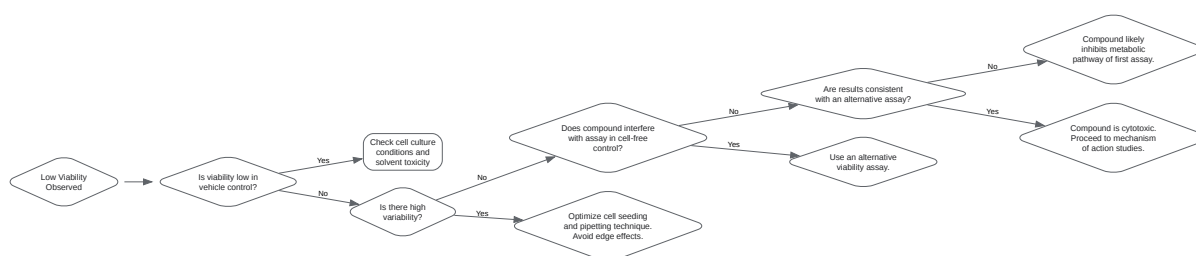 Low Viability
Observed
Is viability low in
vehicle control?
Yes
Check cell culture
conditions and
solvent toxicity
No
Is there high
variability?
Yes
Optimize cell seeding
and pipetting technique.
Avoid edge effects.
No
Does compound interfere
with assay in cell-free
control?
Yes
Use an alternative
viability assay.
No
Are results consistent
with an alternative assay?
No
Compound likely
inhibits metabolic
pathway of first assay.
Yes
Compound is cytotoxic.
Proceed to mechanism
of action studies.